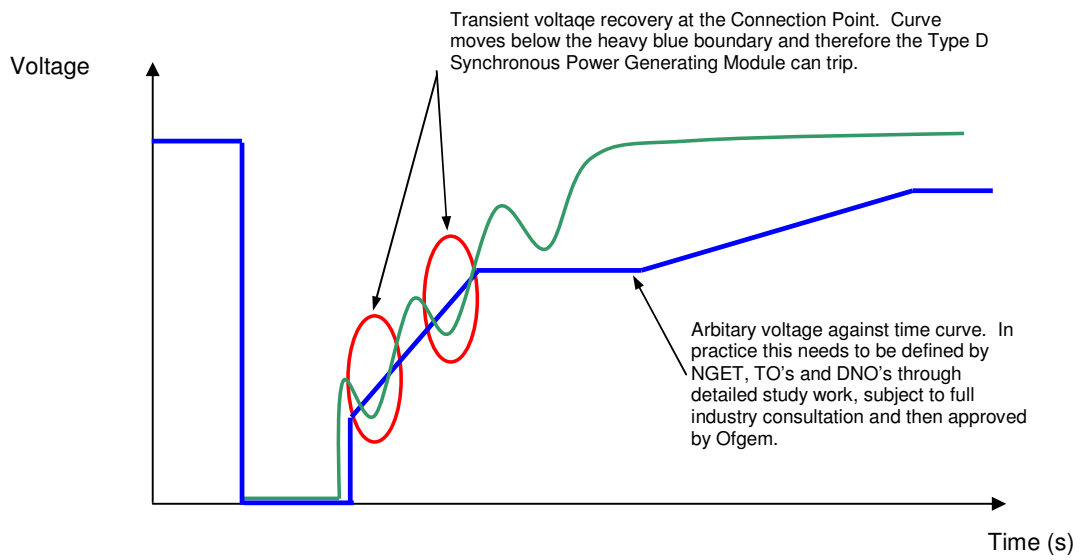 Transient voltaqe recovery at the Connection Point.  Curve
moves below the heavy blue boundary and therefore the Type D
Synchronous Power Generating Module can trip.
Voltage
Arbitary voltage against time curve.  In
practice this needs to be defined by
NGET, TO's and DNO's through
detailed study work, subject to full
industry consultation and then approved
by Ofgem.
Time (s)